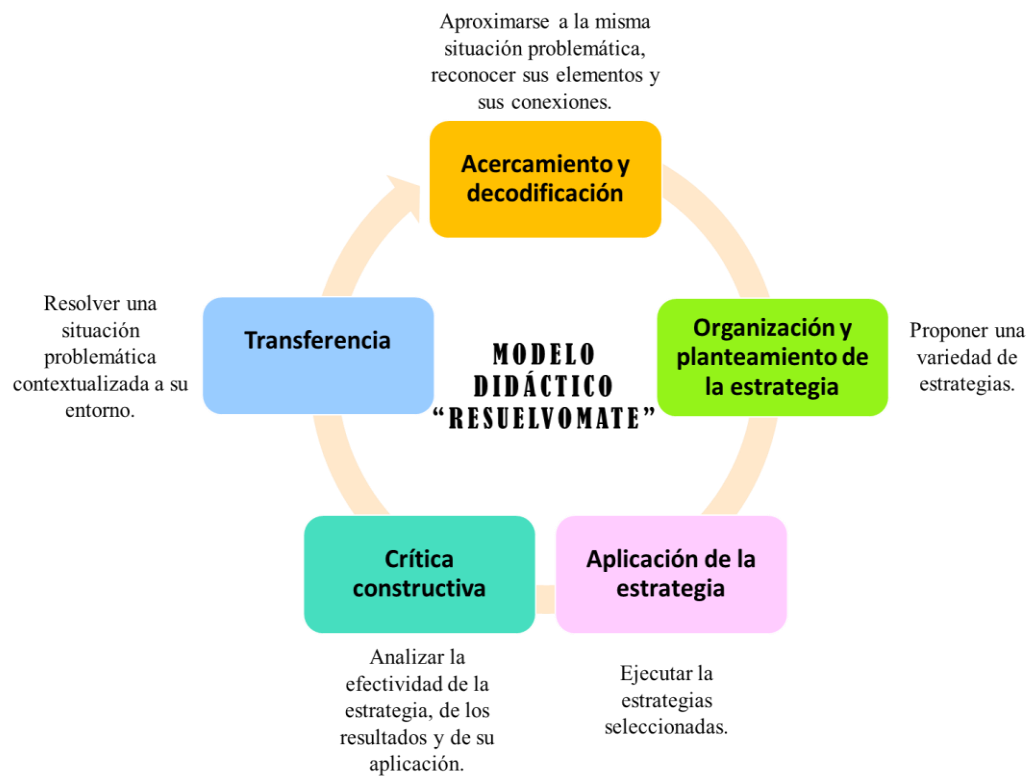 Aproximarse a la misma
situación problemática,
reconocer sus elementos y
sus conexiones.
Acercamiento y
decodificación
Organización y
planteamiento de
la estrategia
Proponer una
variedad de
estrategias.
Aplicación de la
estrategia
Ejecutar la
estrategias
seleccionadas.
Crítica
constructiva
Analizar la
efectividad de la
estrategia, de los
resultados y de su
aplicación.
Transferencia
Resolver una
situación
problemática
contextualizada a su
entorno.
MODELO
DIDÁCTICO
“RESUELVOMATE”